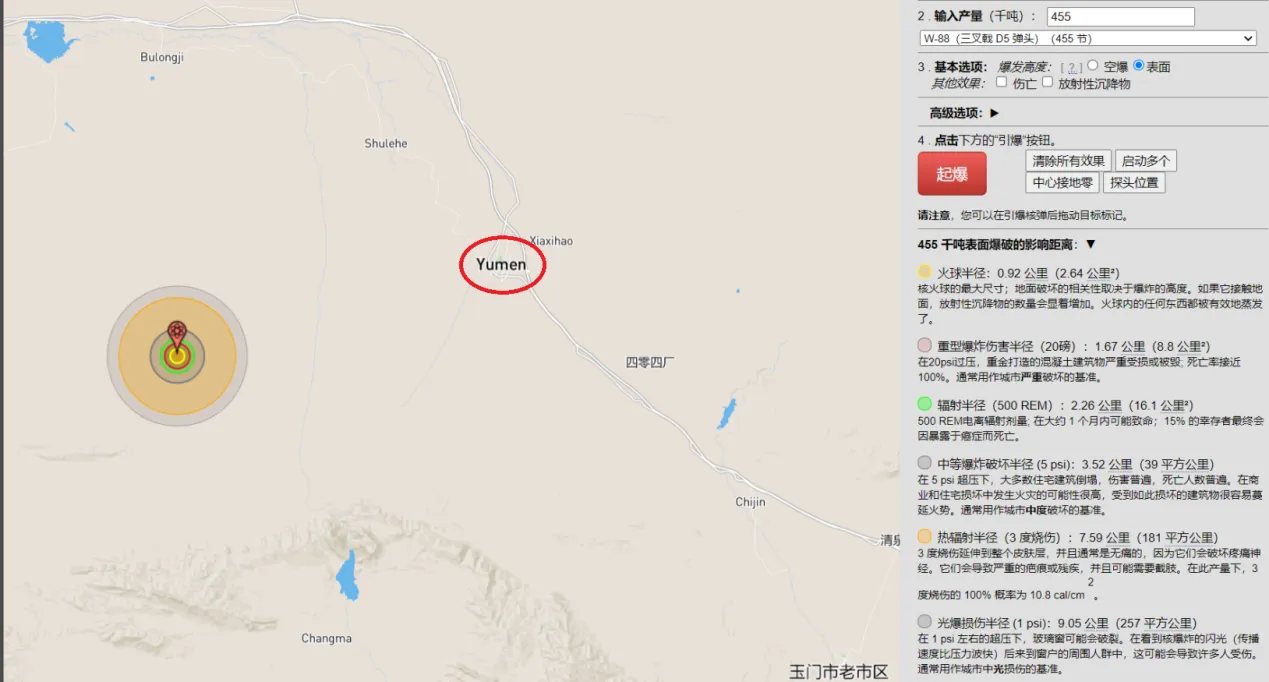 Bulongji
Shulehe
Xiaxihao
Yumen
四零四厂
Chijin
清泉
Changma
玉门市老市区
2 . 输入产量（千吨）： 455
W-88（三叉戟 D5 弹头） (455 节)
3 . 基本选项： 爆发高度： [ ? ] 空爆 表面
其他效果： 伤亡 放射性沉降物
高级选项： ▶
4 . 点击下方的“引爆”按钮。
起爆
清除所有效果 启动多个
中心接地零 探头位置
请注意，您可以在引爆核弹后拖动目标标记。
455 千吨表面爆破的影响距离：▼
火球半径：0.92 公里（2.64 公里²）
核火球的最大尺寸；地面破坏的相关性取决于爆炸的高度。如果它接触地
面，放射性沉降物的数量会显着增加。火球内的任何东西都被有效地蒸发
了。
重型爆炸伤害半径（20磅）：1.67 公里（8.8 公里²）
在20psi过压，重金打造的混凝土建筑物严重受损或被毁; 死亡率接近
100%。通常用作城市严重破坏的基准。
辐射半径（500 REM）：2.26 公里（16.1 公里²）
500 REM电离辐射剂量; 在大约 1 个月内可能致命；15% 的幸存者最终会
因暴露于癌症而死亡。
中等爆炸破坏半径 (5 psi)：3.52 公里（39 平方公里）
在 5 psi 超压下，大多数住宅建筑倒塌，伤害普遍，死亡人数普遍。在商
业和住宅损坏中发生火灾的可能性很高，受到如此损坏的建筑物很容易蔓
延火势。通常用作城市中度破坏的基准。
热辐射半径（3 度烧伤）：7.59 公里（181 平方公里）
3 度烧伤延伸到整个皮肤层，并且通常是无痛的，因为它们会破坏疼痛神
经。它们会导致严重的疤痕或残疾，并且可能需要截肢。在此产量下，3
度烧伤的 100% 概率为 10.8 cal/cm ²。
光爆损伤半径 (1 psi)：9.05 公里（257 平方公里）
在 1 psi 左右的超压下，玻璃窗可能会破裂。在看到核爆炸的闪光（传播
速度比压力波快）后来到窗户的周围人群中，这可能会导致许多人受伤。
通常用作城市中光损伤的基准。